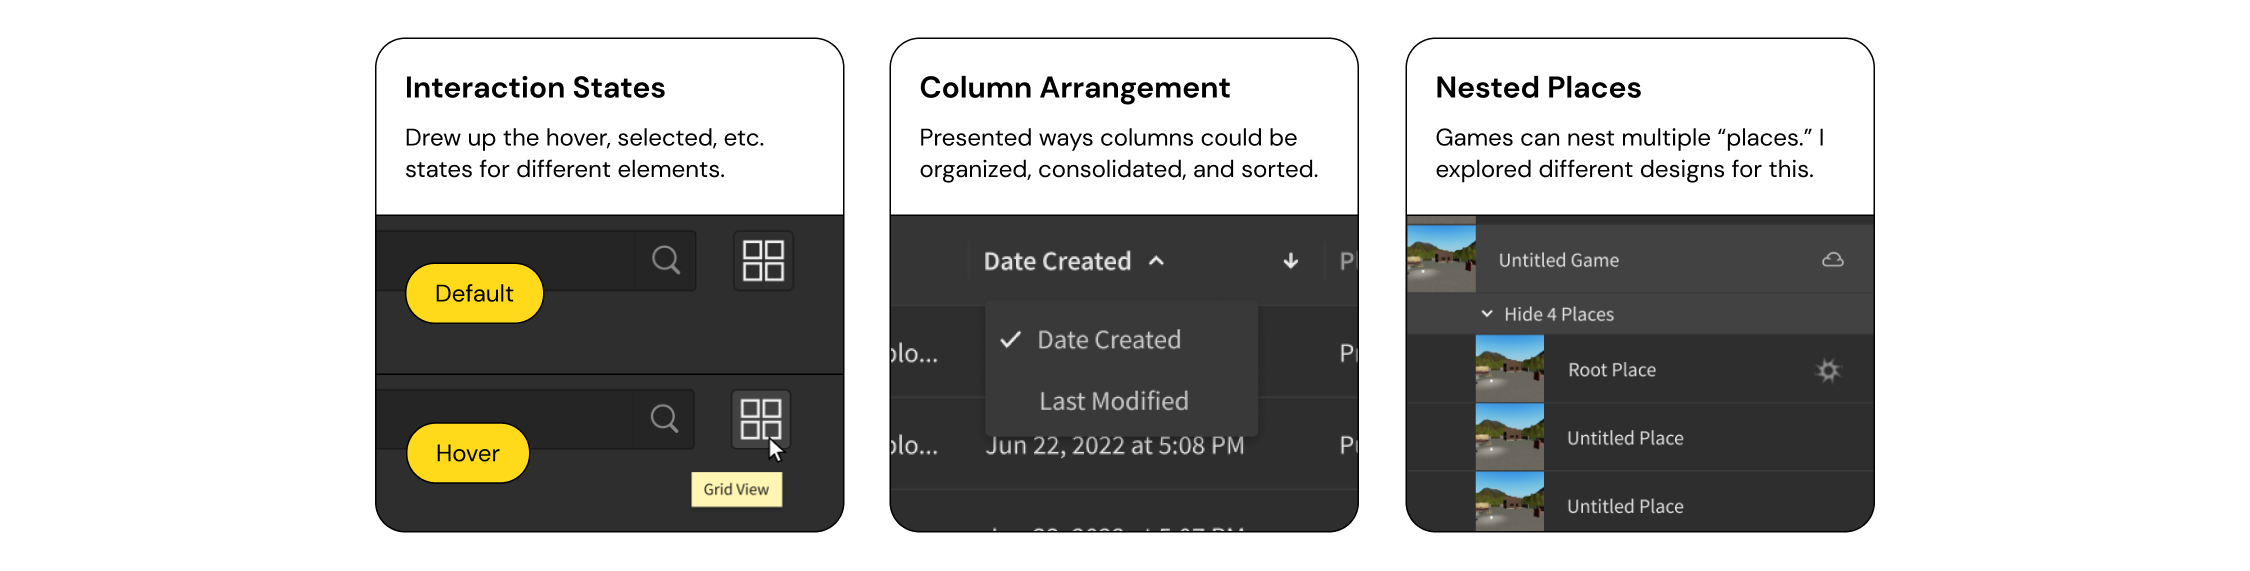 Interaction States
Drew up the hover, selected, etc.
states for different elements.
Default
Hover
Grid View
Column Arrangement
Presented ways columns could be
organized, consolidated, and sorted.
Date Created
Date Created
Last Modified
Jun 22, 2022 at 5:08 PM
Nested Places
Games can nest multiple “places.” I
explored different designs for this.
Untitled Game
Hide 4 Places
Root Place
Untitled Place
Untitled Place